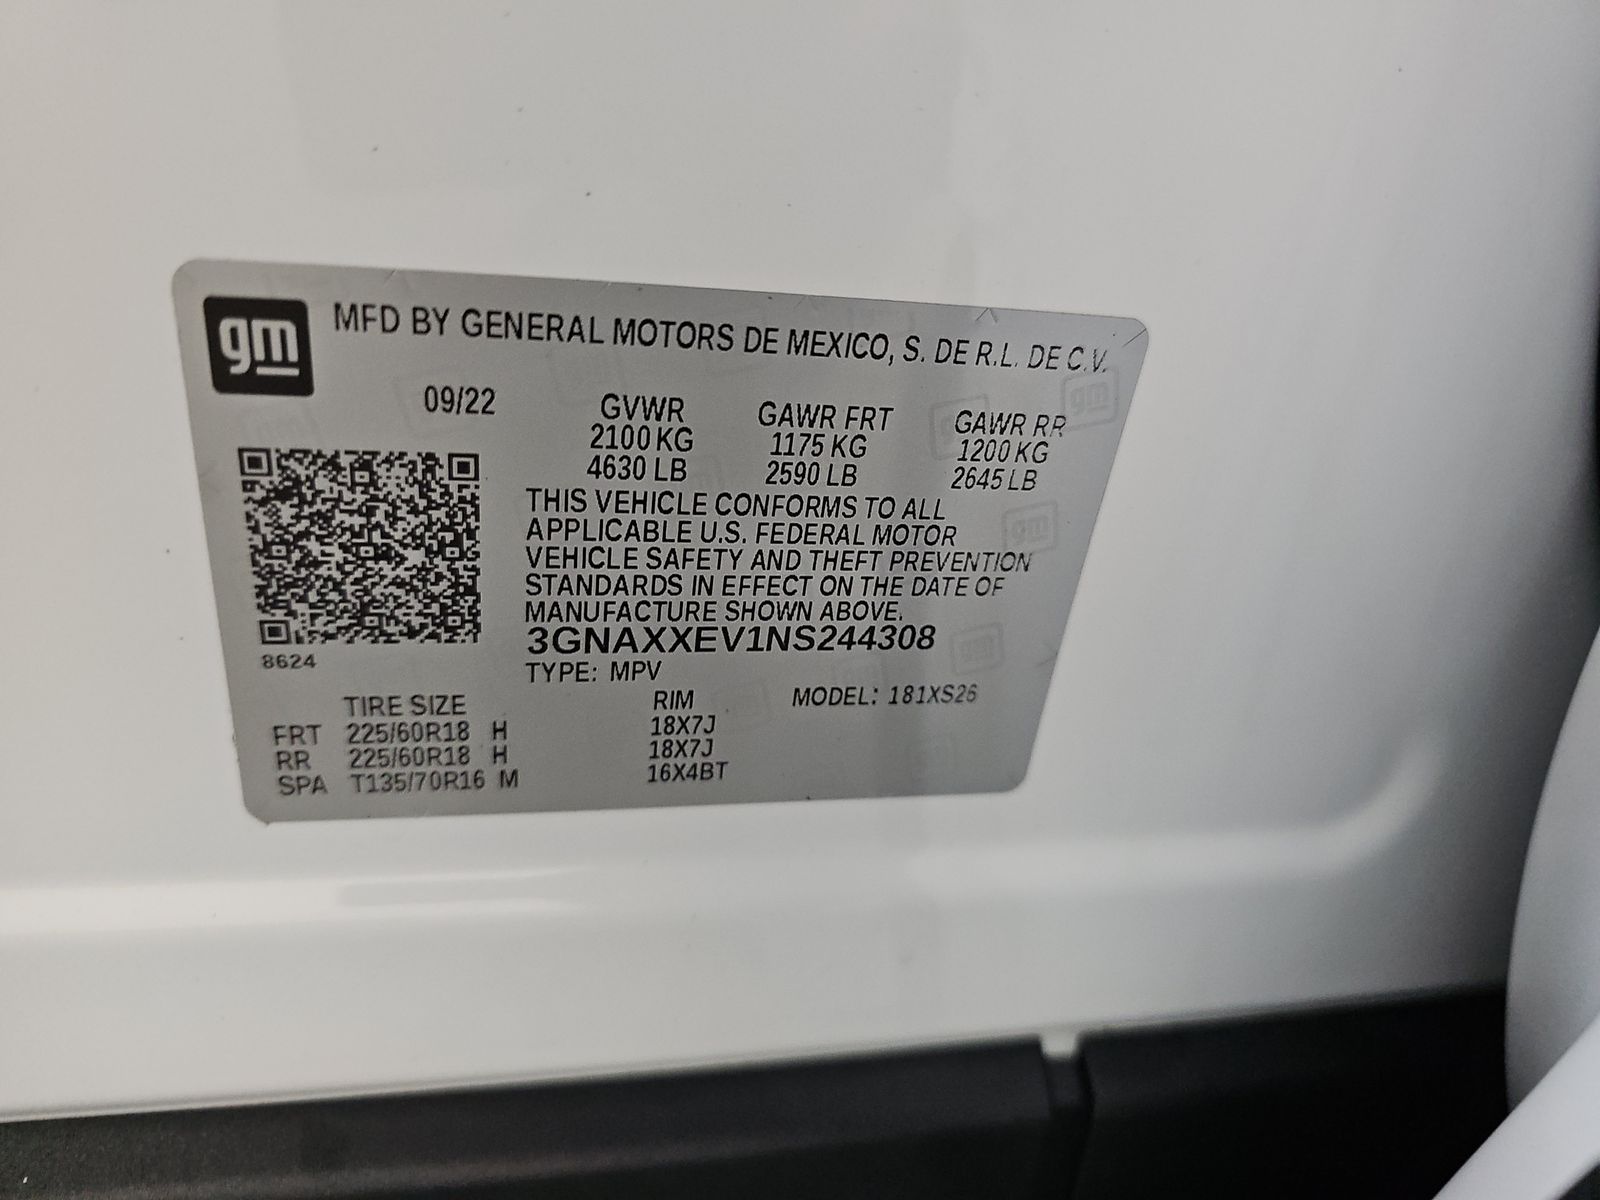 gm
MFD BY GENERAL MOTORS DE MEXICO, S. DE R.L. DE C.V.
09/22
GVWR GAWR FRT GAWR RR
2100 KG 1175 KG 1200 KG
4630 LB 2590 LB 2645 LB
THIS VEHICLE CONFORMS TO ALL
APPLICABLE U.S. FEDERAL MOTOR
VEHICLE SAFETY AND THEFT PREVENTION
STANDARDS IN EFFECT ON THE DATE OF
MANUFACTURE SHOWN ABOVE.
3GNAXXEV1NS244308
8624
TYPE: MPV
TIRE SIZE RIM MODEL: 181XS26
FRT 225/60R18 H 18X7J
RR 225/60R18 H 18X7J
SPA T135/70R16 M 16X4BT